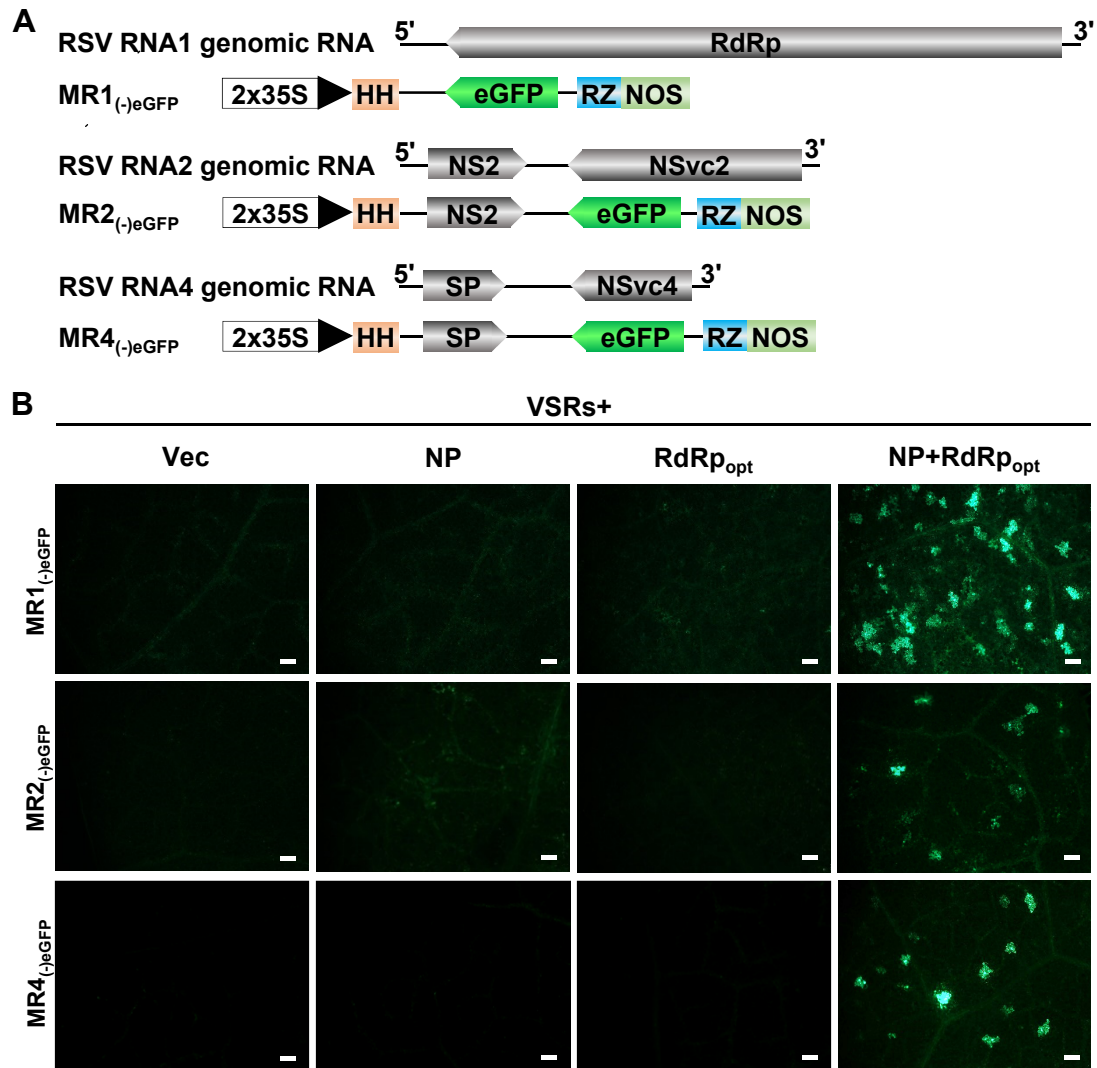 A
RSV RNA1 genomic RNA 5' RdRp 3'
MR1(-)eGFP 2x35S HH eGFP RZ NOS
RSV RNA2 genomic RNA 5' NS2 NSvc2 3'
MR2(-)eGFP 2x35S HH NS2 eGFP RZ NOS
RSV RNA4 genomic RNA 5' SP NSvc4 3'
MR4(-)eGFP 2x35S HH SP eGFP RZ NOS
B
VSRs+
Vec NP RdRpopt NP+RdRpopt
MR1(-)eGFP
MR2(-)eGFP
MR4(-)eGFP